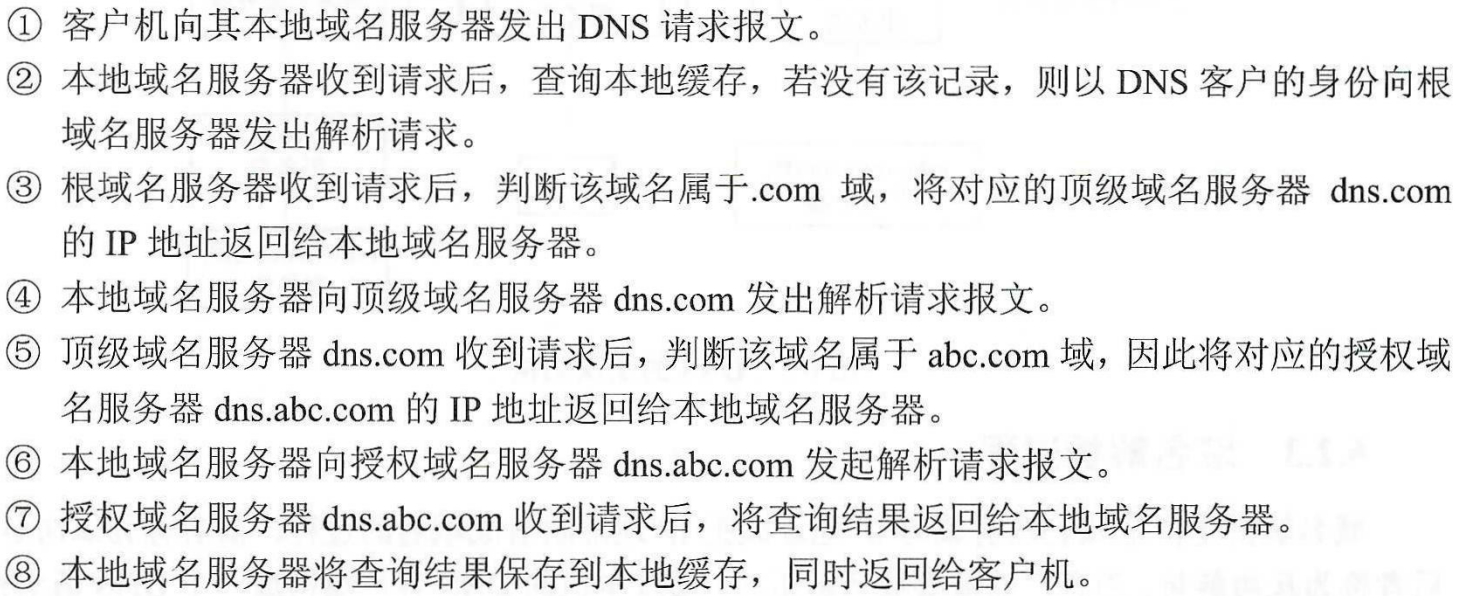 ① 客户机向其本地域名服务器发出 DNS 请求报文。
② 本地域名服务器收到请求后，查询本地缓存，若没有该记录，则以 DNS 客户的身份向根
域名服务器发出解析请求。
③ 根域名服务器收到请求后，判断该域名属于.com 域，将对应的顶级域名服务器 dns.com
的 IP 地址返回给本地域名服务器。
④ 本地域名服务器向顶级域名服务器 dns.com 发出解析请求报文。
⑤ 顶级域名服务器 dns.com 收到请求后，判断该域名属于 abc.com 域，因此将对应的授权域
名服务器 dns.abc.com 的 IP 地址返回给本地域名服务器。
⑥ 本地域名服务器向授权域名服务器 dns.abc.com 发起解析请求报文。
⑦ 授权域名服务器 dns.abc.com 收到请求后，将查询结果返回给本地域名服务器。
⑧ 本地域名服务器将查询结果保存到本地缓存，同时返回给客户机。